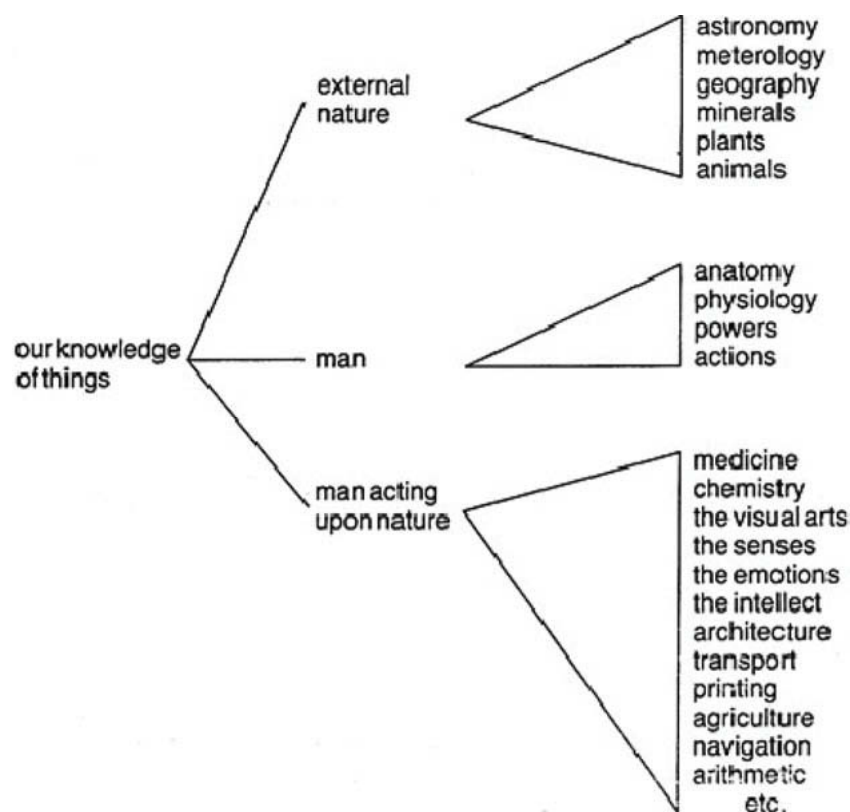 our knowledge
of things
external
nature
astronomy
meterology
geography
minerals
plants
animals
man
anatomy
physiology
powers
actions
man acting
upon nature
medicine
chemistry
the visual arts
the senses
the emotions
the intellect
architecture
transport
printing
agriculture
navigation
arithmetic
etc.